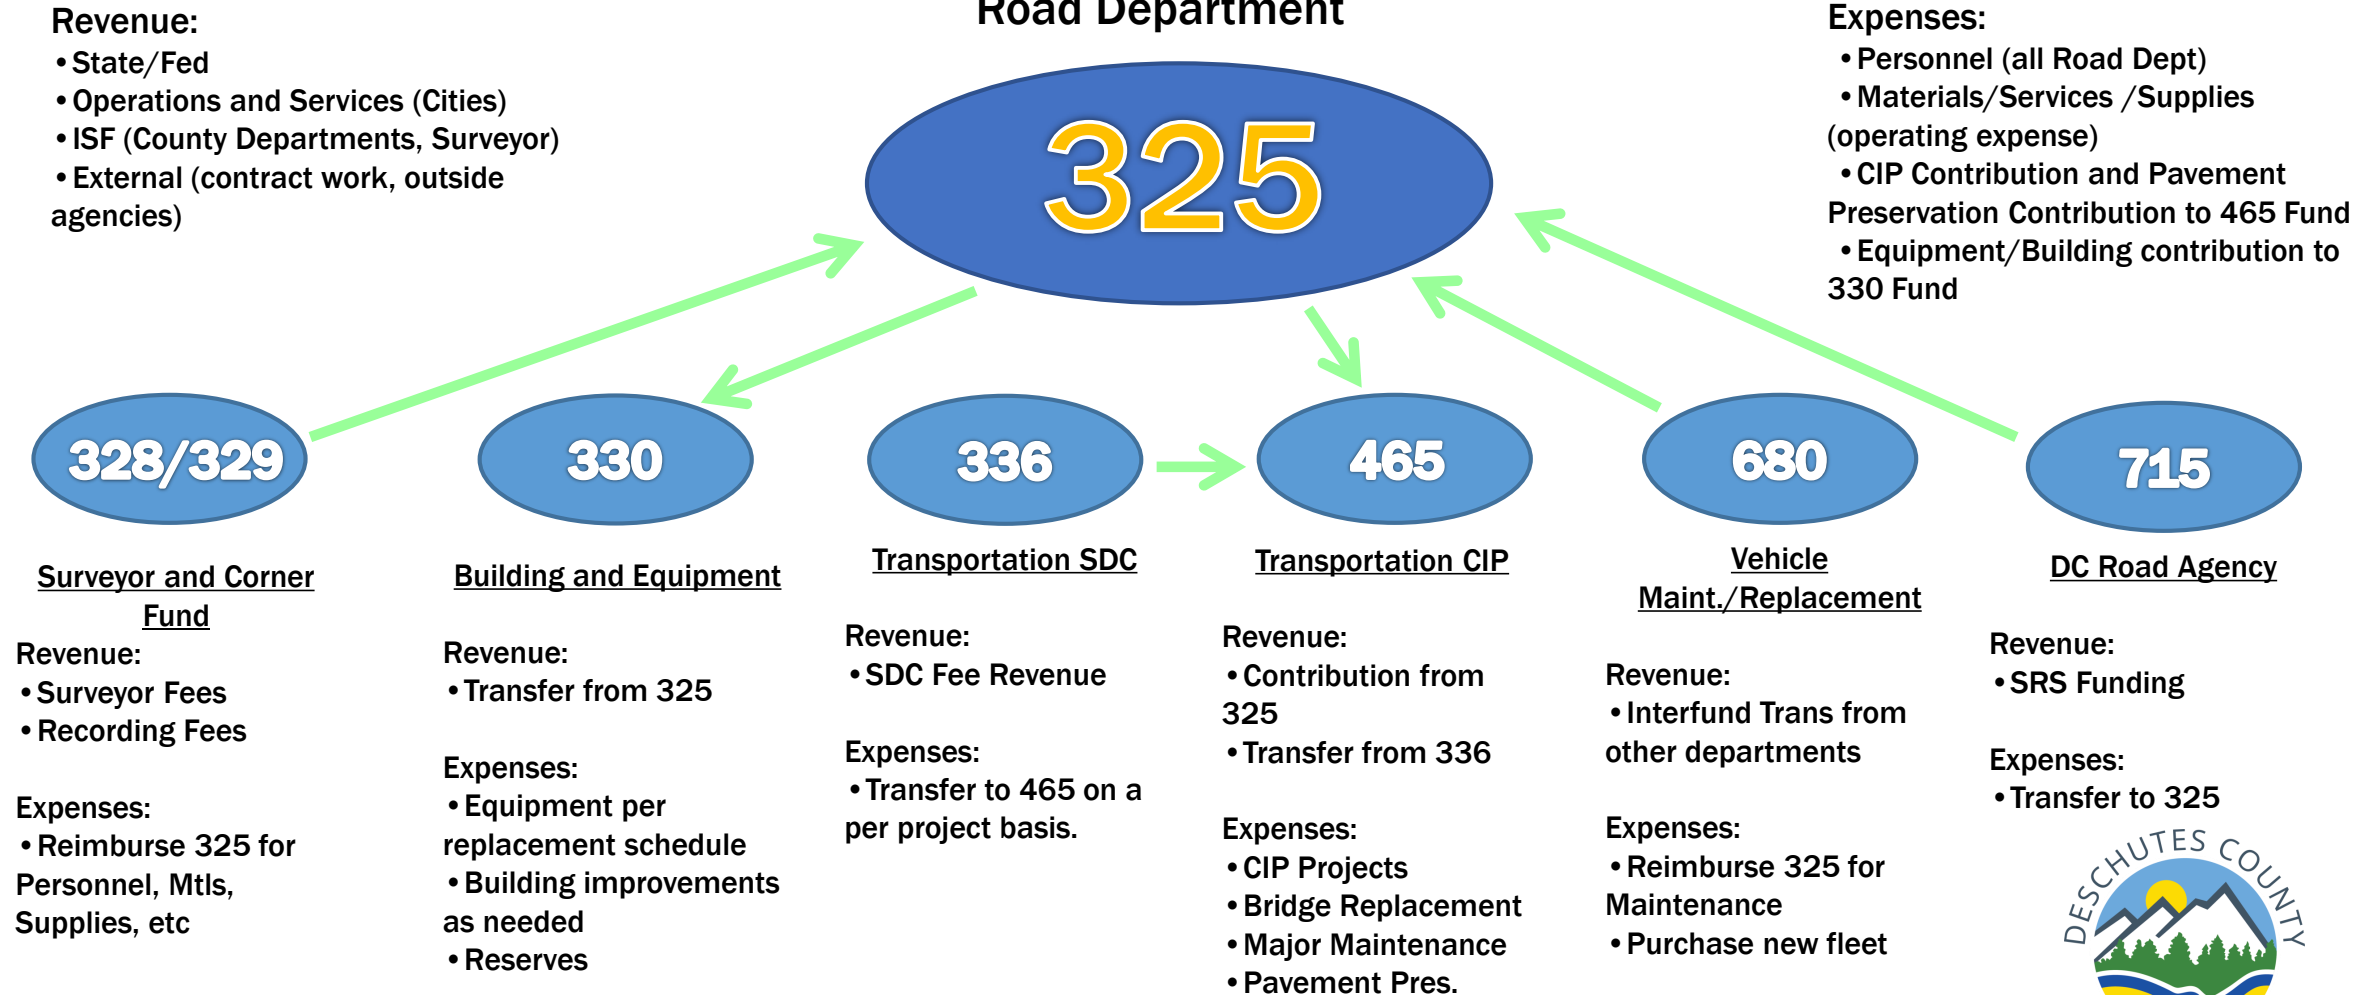 Road Department
Revenue:
•State/Fed
•Operations and Services (Cities)
•ISF (County Departments, Surveyor)
•External (contract work, outside
agencies)
325
Expenses:
•Personnel (all Road Dept)
•Materials/Services /Supplies
(operating expense)
•CIP Contribution and Pavement
Preservation Contribution to 465 Fund
•Equipment/Building contribution to
330 Fund
328/329
Surveyor and Corner
Fund
Revenue:
•Surveyor Fees
•Recording Fees
Expenses:
•Reimburse 325 for
Personnel, Mtls,
Supplies, etc
330
Building and Equipment
Revenue:
•Transfer from 325
Expenses:
•Equipment per
replacement schedule
•Building improvements
as needed
•Reserves
336
Transportation SDC
Revenue:
•SDC Fee Revenue
Expenses:
•Transfer to 465 on a
per project basis.
465
Transportation CIP
Revenue:
•Contribution from
325
•Transfer from 336
Expenses:
•CIP Projects
•Bridge Replacement
•Major Maintenance
•Pavement Pres.
680
Vehicle
Maint./Replacement
Revenue:
•Interfund Trans from
other departments
Expenses:
•Reimburse 325 for
Maintenance
•Purchase new fleet
715
DC Road Agency
Revenue:
•SRS Funding
Expenses:
•Transfer to 325
DESCHUTES COUNTY